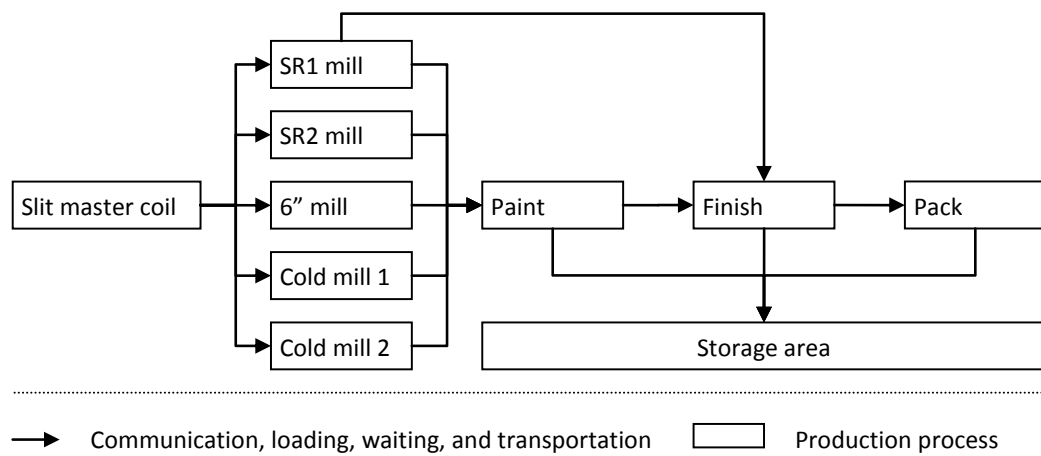 SR1 mill
SR2 mill
Slit master coil
6” mill
Paint
Finish
Pack
Cold mill 1
Cold mill 2
Storage area
Communication, loading, waiting, and transportation
Production process